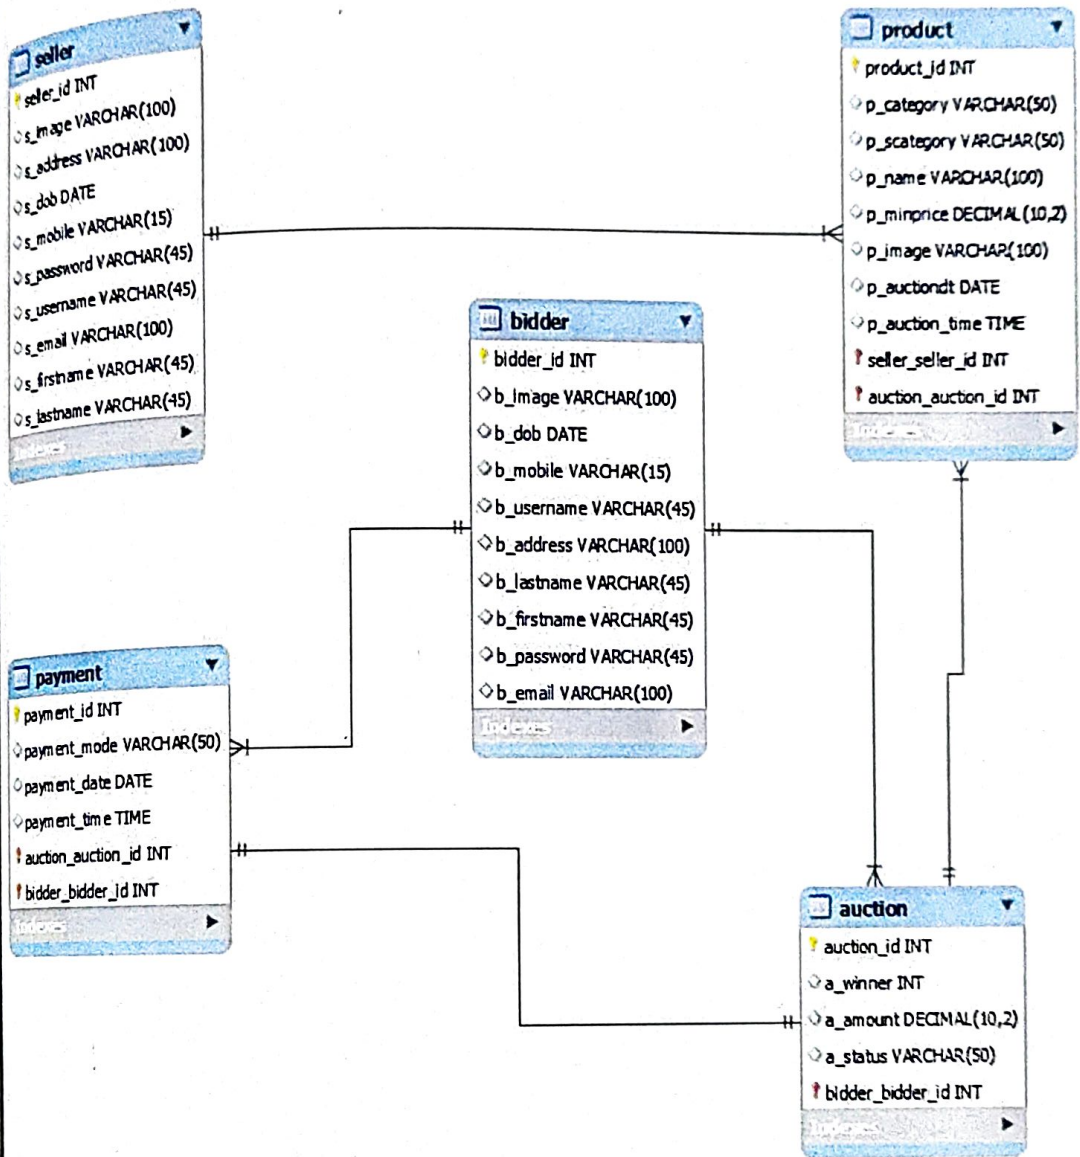 seller
seller_id INT
s_image VARCHAR(100)
s_address VARCHAR(100)
s_dob DATE
s_mobile VARCHAR(15)
s_password VARCHAR(45)
s_username VARCHAR(45)
s_email VARCHAR(100)
s_firstname VARCHAR(45)
s_lastname VARCHAR(45)
Indexes
product
product_id INT
p_category VARCHAR(50)
p_scategory VARCHAR(50)
p_name VARCHAR(100)
p_minprice DECIMAL(10,2)
p_image VARCHAR(100)
p_auctiondt DATE
p_auction_time TIME
seller_seller_id INT
auction_auction_id INT
Indexes
bidder
bidder_id INT
b_image VARCHAR(100)
b_dob DATE
b_mobile VARCHAR(15)
b_username VARCHAR(45)
b_address VARCHAR(100)
b_lastname VARCHAR(45)
b_firstname VARCHAR(45)
b_password VARCHAR(45)
b_email VARCHAR(100)
Indexes
payment
payment_id INT
payment_mode VARCHAR(50)
payment_date DATE
payment_time TIME
auction_auction_id INT
bidder_bidder_id INT
Indexes
auction
auction_id INT
a_winner INT
a_amount DECIMAL(10,2)
a_status VARCHAR(50)
bidder_bidder_id INT
Indexes